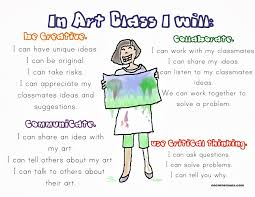 In Art Class I will:
be Creative.
I can have unique ideas
I can be original
I can take risks.
I can appreciate my
classmates ideas and
suggestions.
Collaborate.
I can work with my classmates
I can share my ideas
I can listen to my classmates
ideas
We can work together to
solve a problem.
Communicate.
I can share an idea with
my art
I can tell others about my art
I can talk to others about
their art.
use Critical thinking.
I can ask questions
I can solve problems.
I can tell you why.